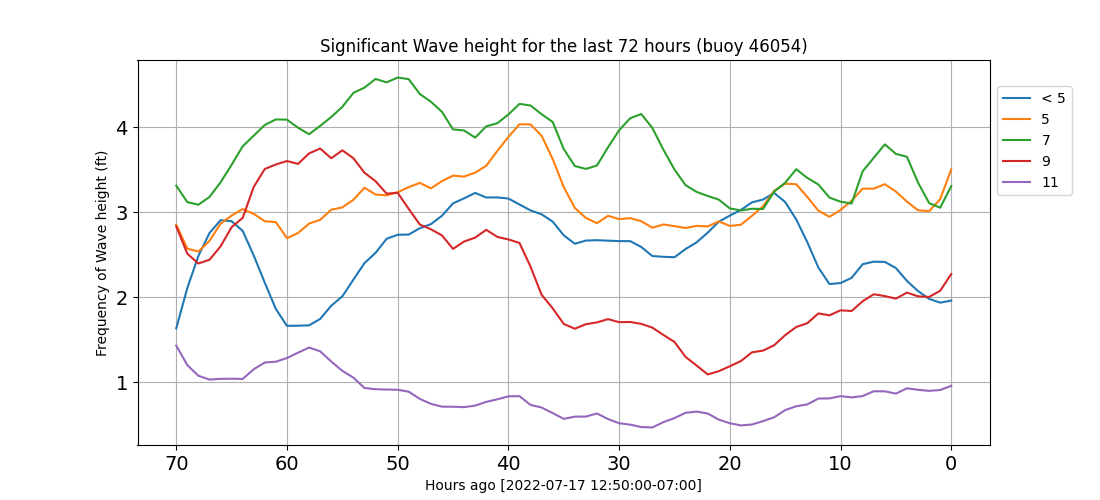 Significant Wave height for the last 72 hours (buoy 46054)
Frequency of Wave height (ft)
4
3
2
1
70 60 50 40 30 20 10 0
Hours ago [2022-07-17 12:50:00-07:00]
< 5
5
7
9
11